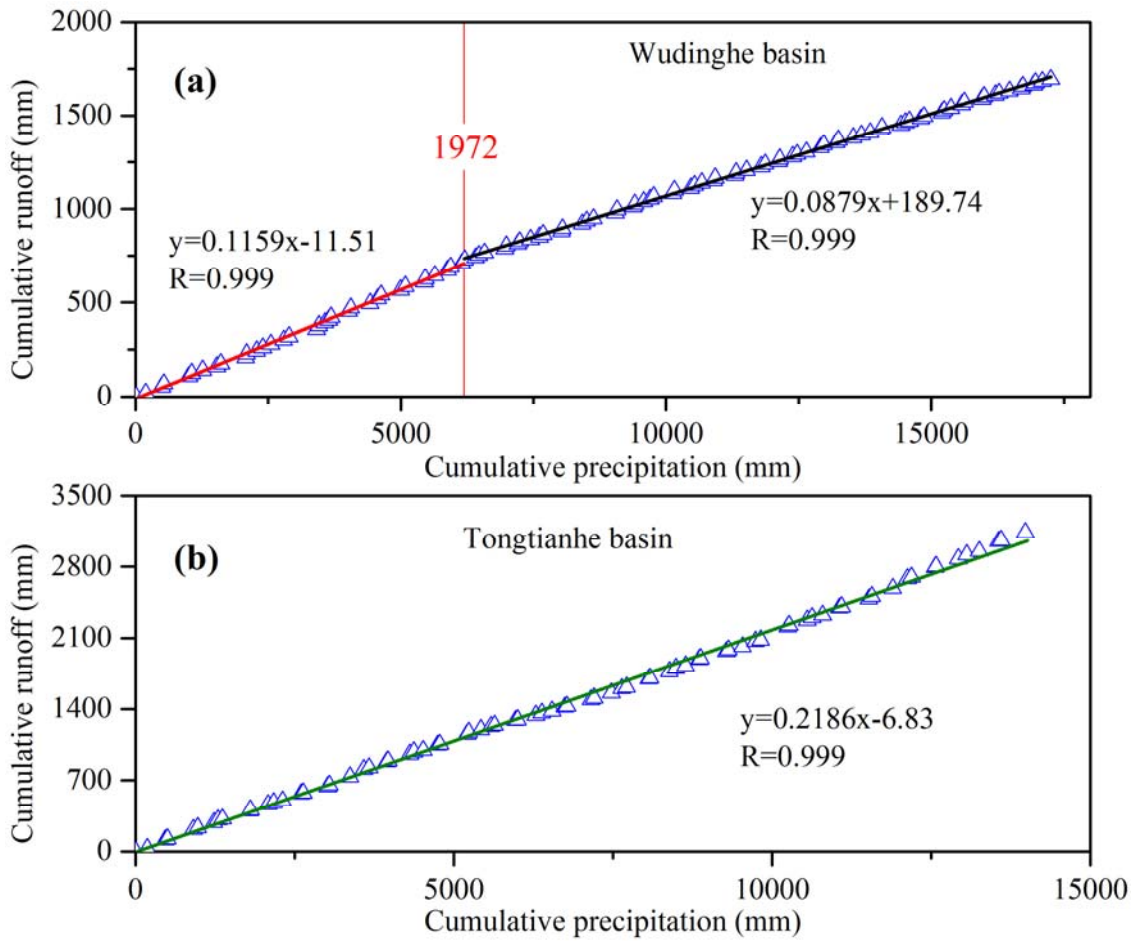 2000
1500
1000
500
0
Cumulative runoff (mm)
(a)
Wudinghe basin
1972
y=0.1159x-11.51
R=0.999
y=0.0879x+189.74
R=0.999
0 5000 10000 15000
Cumulative precipitation (mm)
3500
2800
2100
1400
700
0
Cumulative runoff (mm)
(b)
Tongtianhe basin
y=0.2186x-6.83
R=0.999
0 5000 10000 15000
Cumulative precipitation (mm)